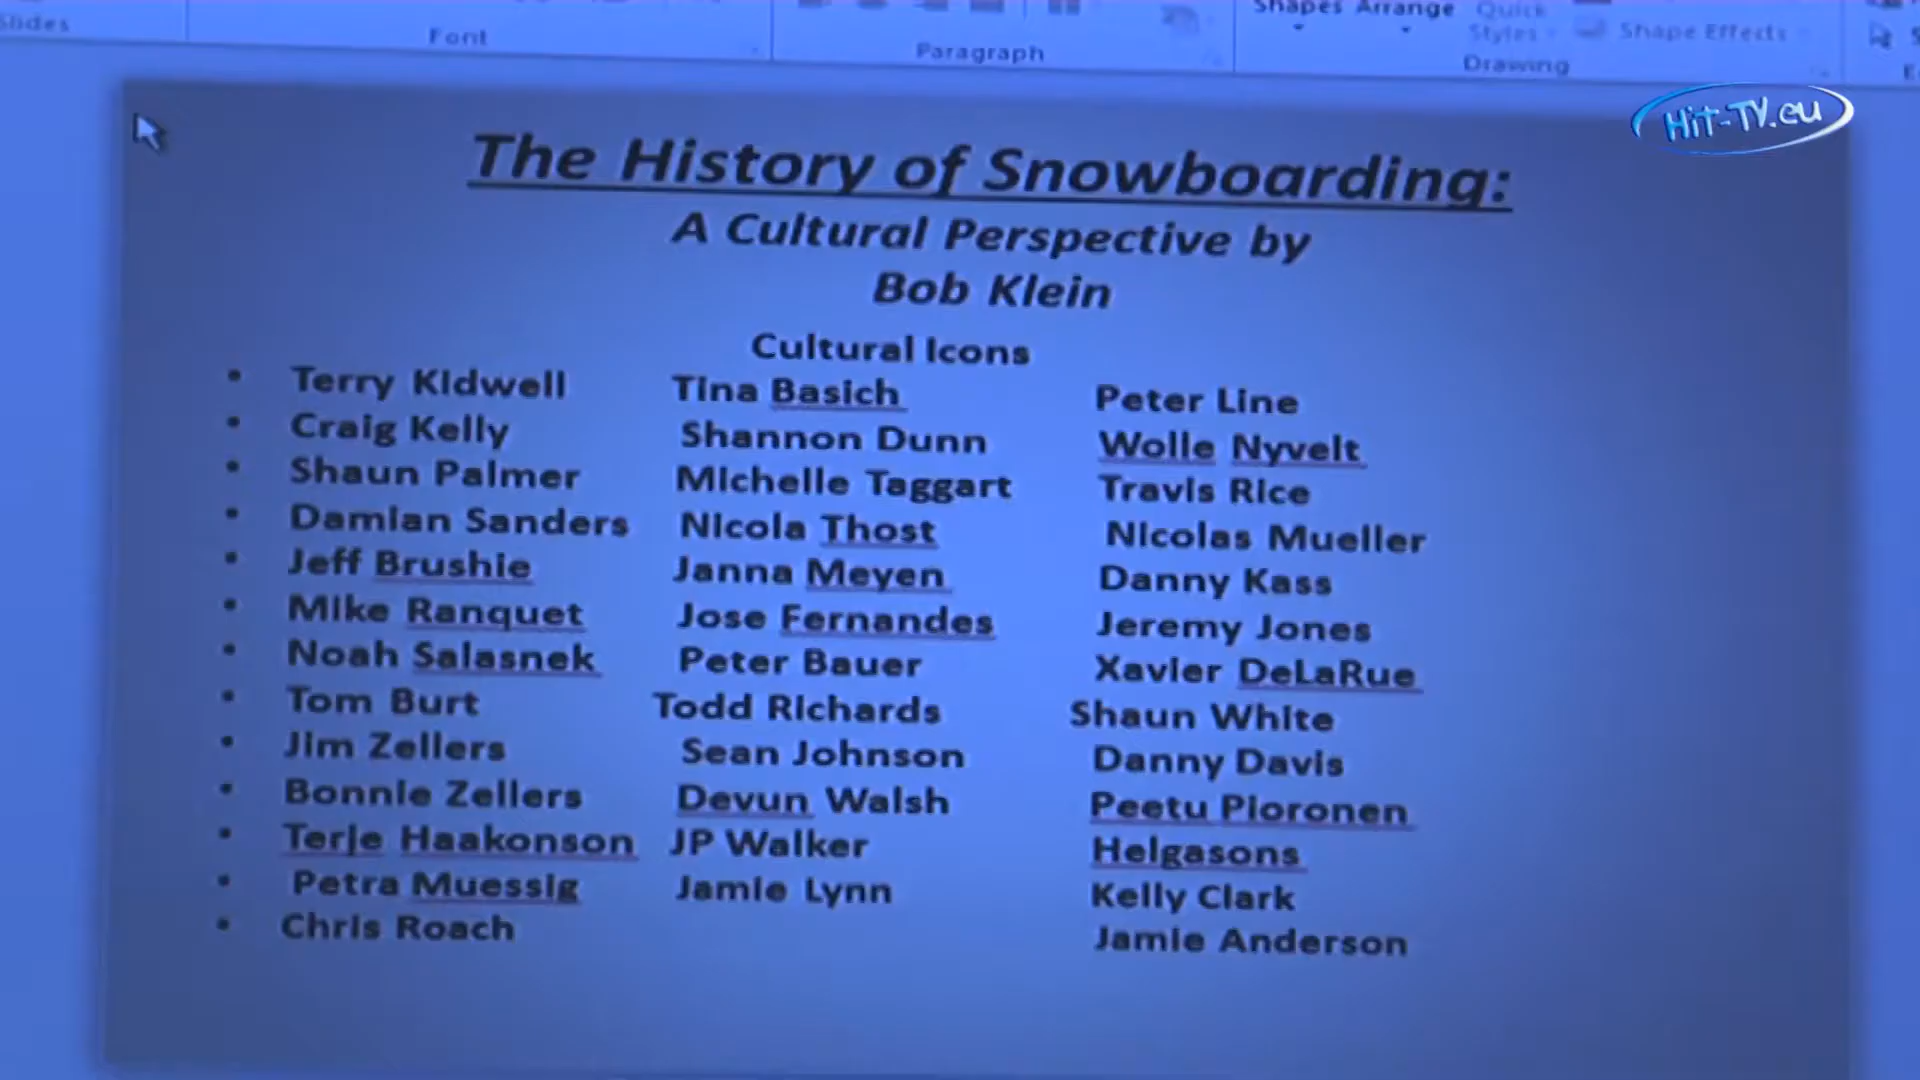 Slides
Font
Paragraph
Shapes Arrange Quick Styles
Shape Effects
Drawing
Hit-TV.eu
The History of Snowboarding:
A Cultural Perspective by
Bob Klein
Cultural Icons
• Terry Kidwell Tina Basich Peter Line
• Craig Kelly Shannon Dunn Wolle Nyvelt
• Shaun Palmer Michelle Taggart Travis Rice
• Damian Sanders Nicola Thost Nicolas Mueller
• Jeff Brushie Janna Meyen Danny Kass
• Mike Ranquet Jose Fernandes Jeremy Jones
• Noah Salasnek Peter Bauer Xavier DeLaRue
• Tom Burt Todd Richards Shaun White
• Jim Zellers Sean Johnson Danny Davis
• Bonnie Zellers Devun Walsh Peetu Pioronen
• Terje Haakonson JP Walker Helgasons
• Petra Muessig Jamie Lynn Kelly Clark
• Chris Roach Jamie Anderson